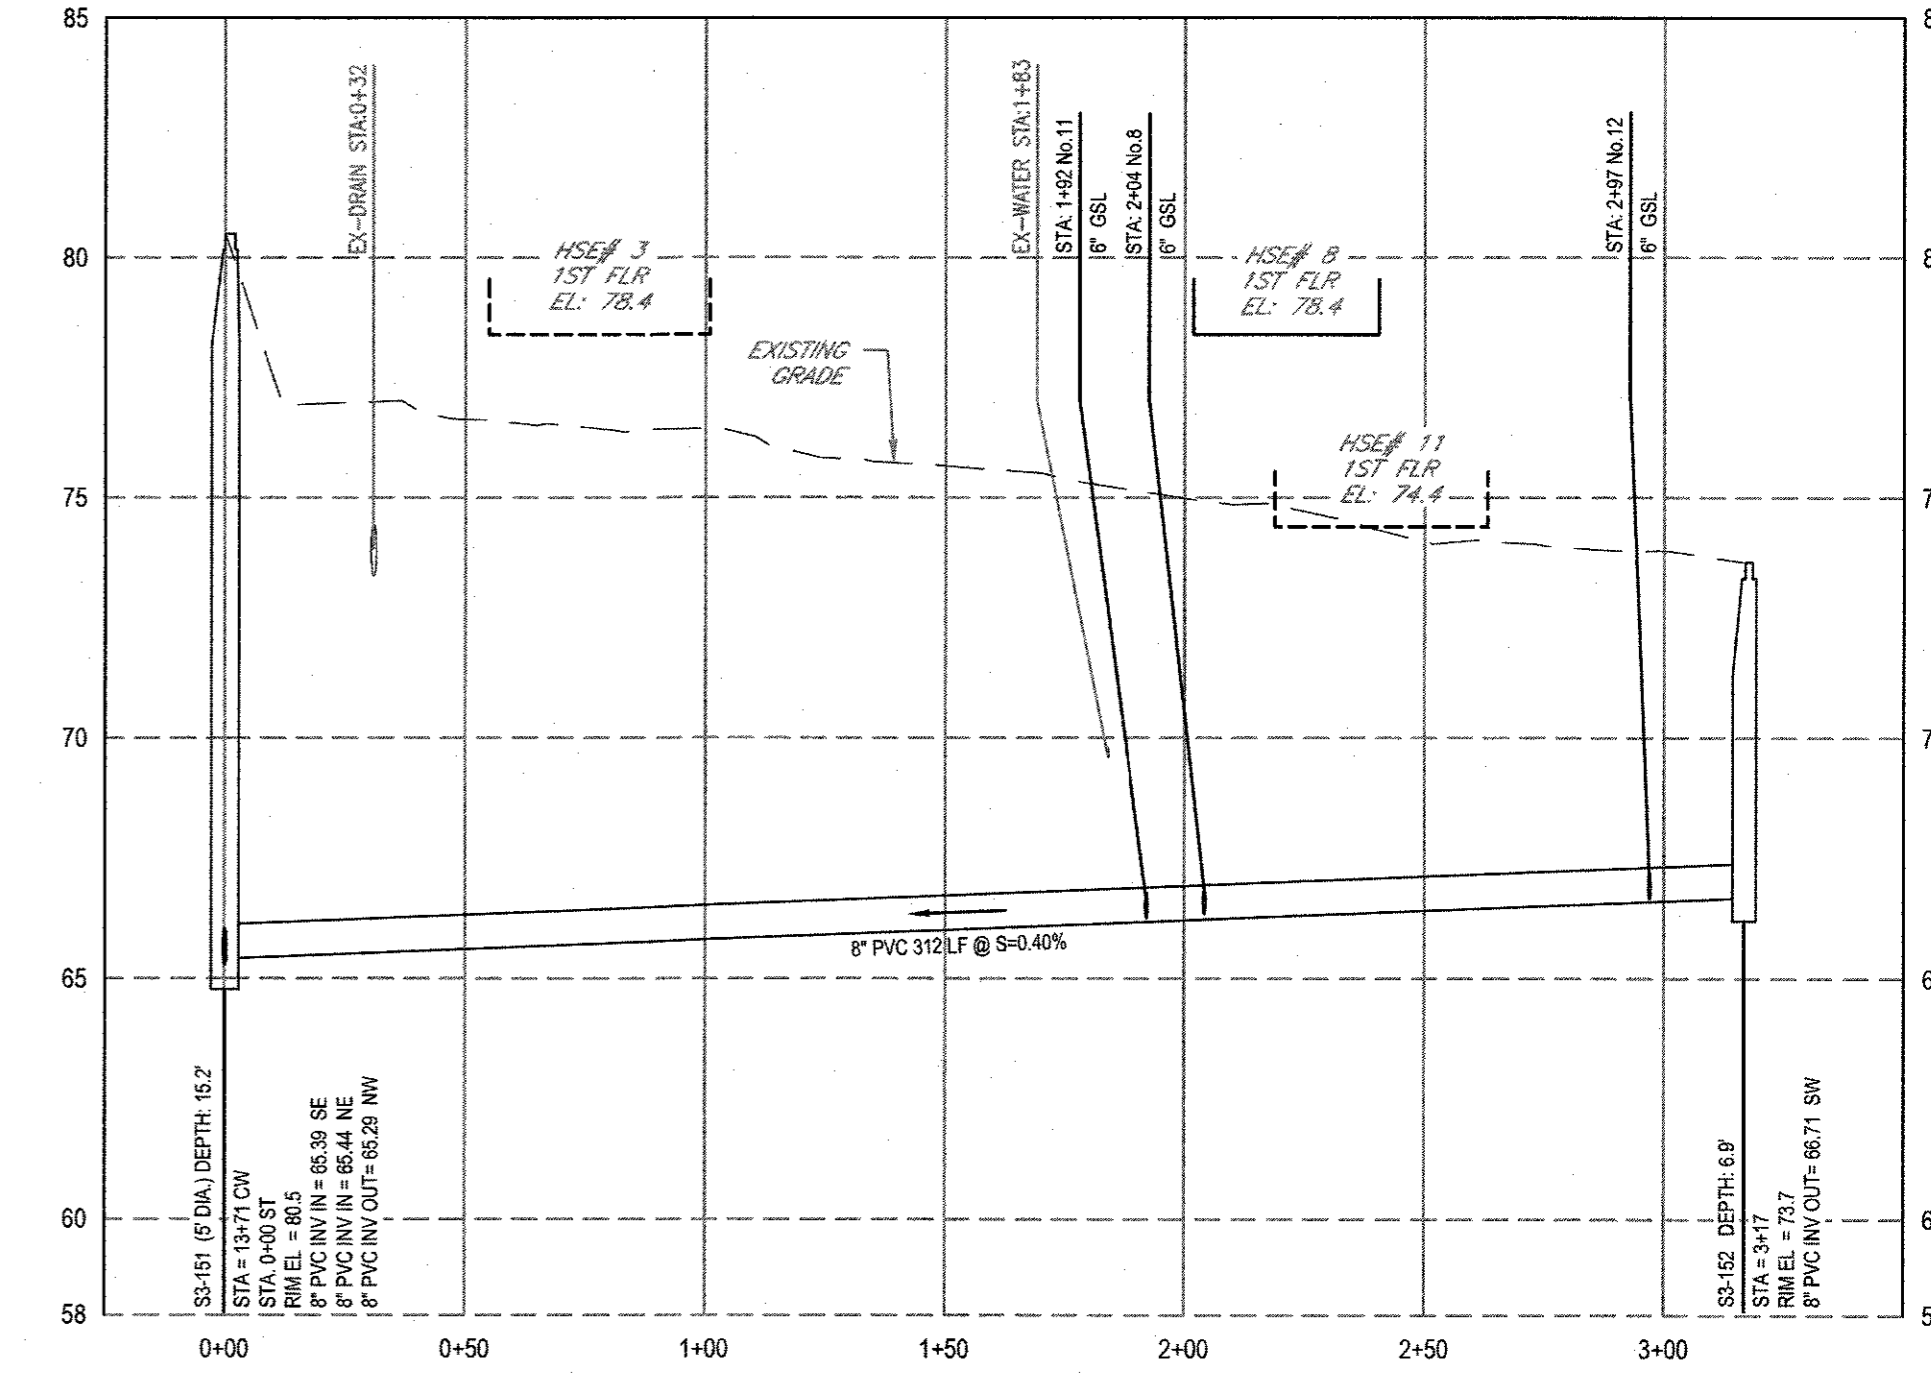 85
80
75
70
65
60
58
8
8
7
7
6
6
5
EX-DRAIN STA:0+32
HSE# 3
1ST FLR
EL: 78.4
EXISTING
GRADE
EX-WATER STA:1+83
STA: 1+92 No.11
6" GSL
STA: 2+04 No.8
6" GSL
HSE# 8
1ST FLR
EL: 78.4
HSE# 11
1ST FLR
EL: 74.4
STA: 2+97 No.12
6" GSL
8" PVC 312 LF @ S=0.40%
S3-151 (5' DIA.) DEPTH: 15.2'
STA = 13+71 CW
STA. 0+00 ST
RIM EL = 80.5
8" PVC INV IN = 65.39 SE
8" PVC INV IN = 65.44 NE
8" PVC INV OUT= 65.29 NW
S3-152 DEPTH: 6.9'
STA = 3+17
RIM EL = 73.7
8" PVC INV OUT= 66.71 SW
0+00
0+50
1+00
1+50
2+00
2+50
3+00